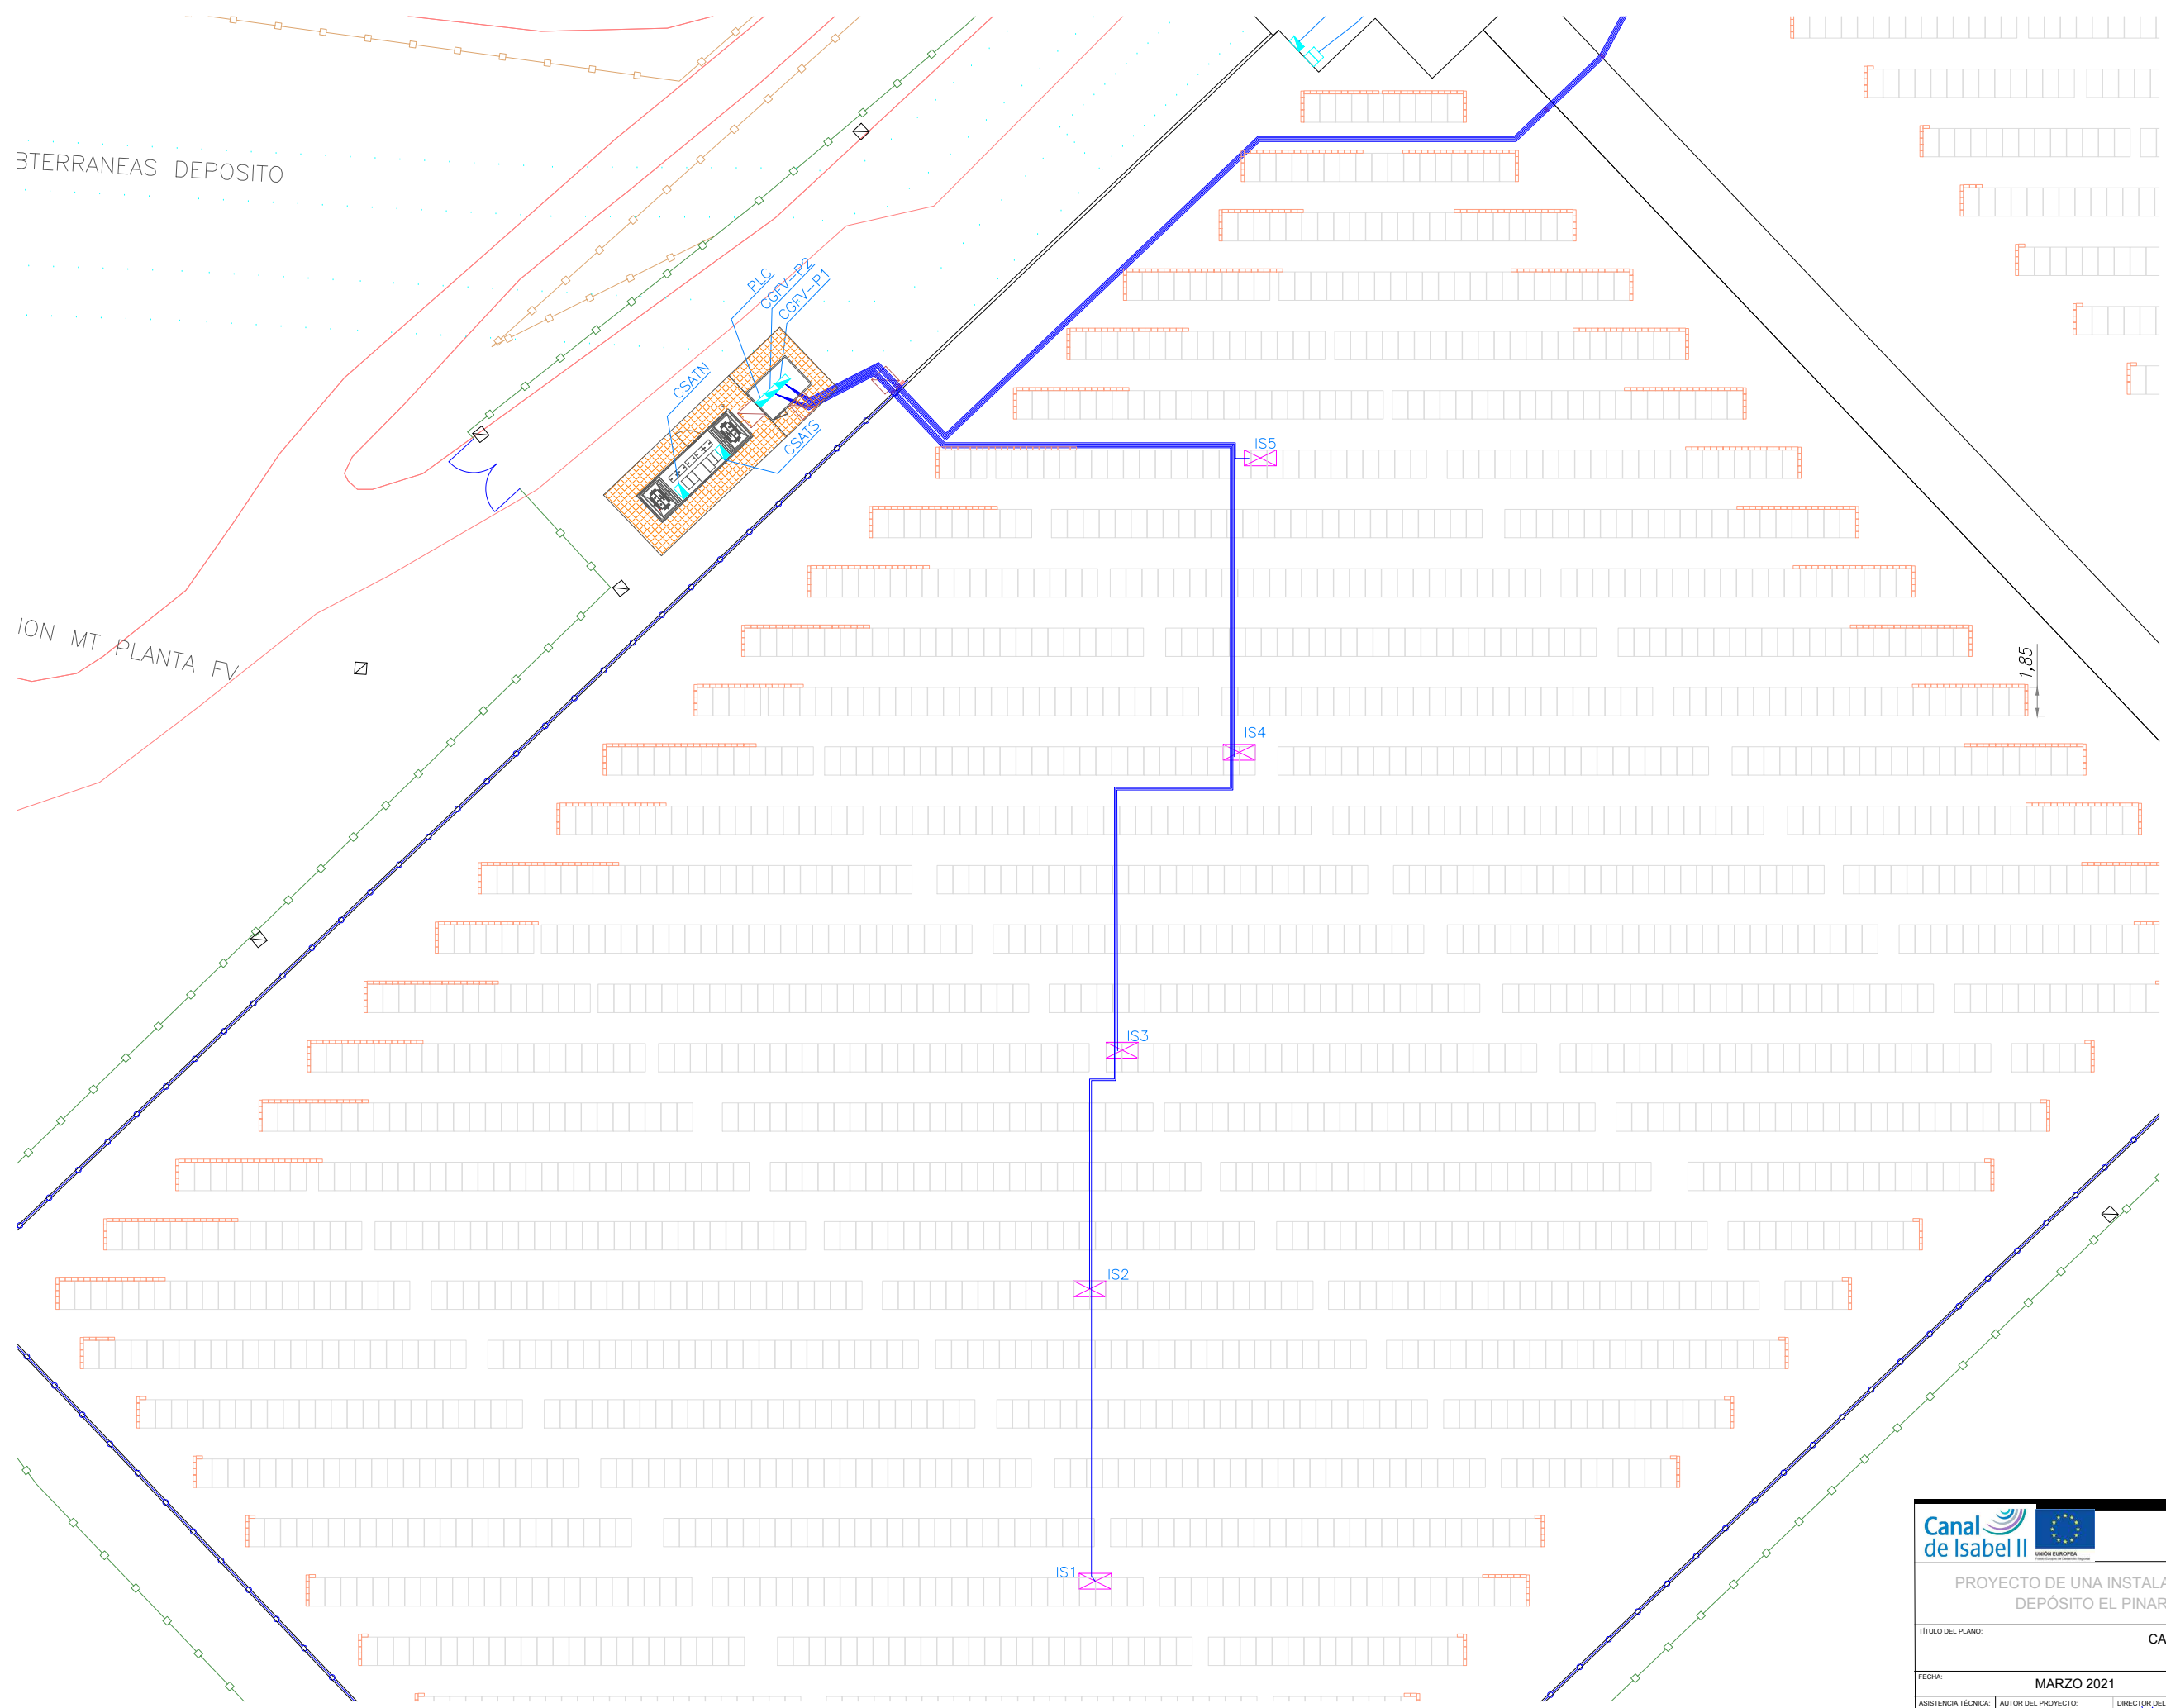 BTERRANEAS DEPOSITO
PLC
CGFV-P2
CGFV-P1
CSATN
CSATS
IS5
ION MT PLANTA FV
1,85
IS4
IS3
IS2
IS1
Canal
de Isabel II
UNIÓN EUROPEA
PROYECTO DE UNA INSTALA
DEPÓSITO EL PINAR
TÍTULO DEL PLANO:
CA
FECHA:
MARZO 2021
ASISTENCIA TÉCNICA:
AUTOR DEL PROYECTO:
DIRECTOR DEL